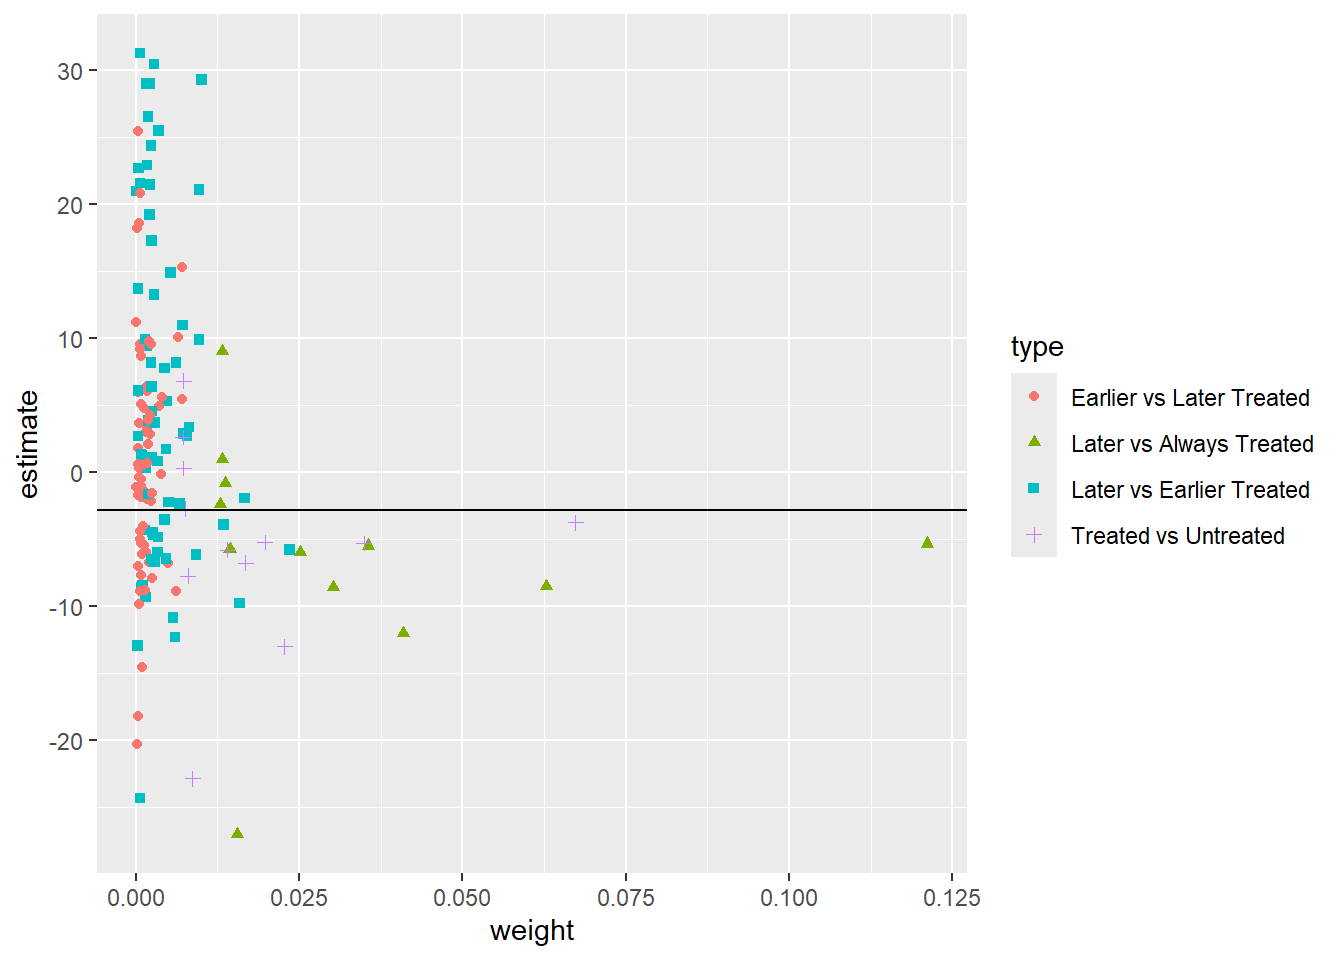 30
20
10
0
-10
-20
estimate
0.000
0.025
0.050
0.075
0.100
0.125
weight
type
Earlier vs Later Treated
Later vs Always Treated
Later vs Earlier Treated
Treated vs Untreated